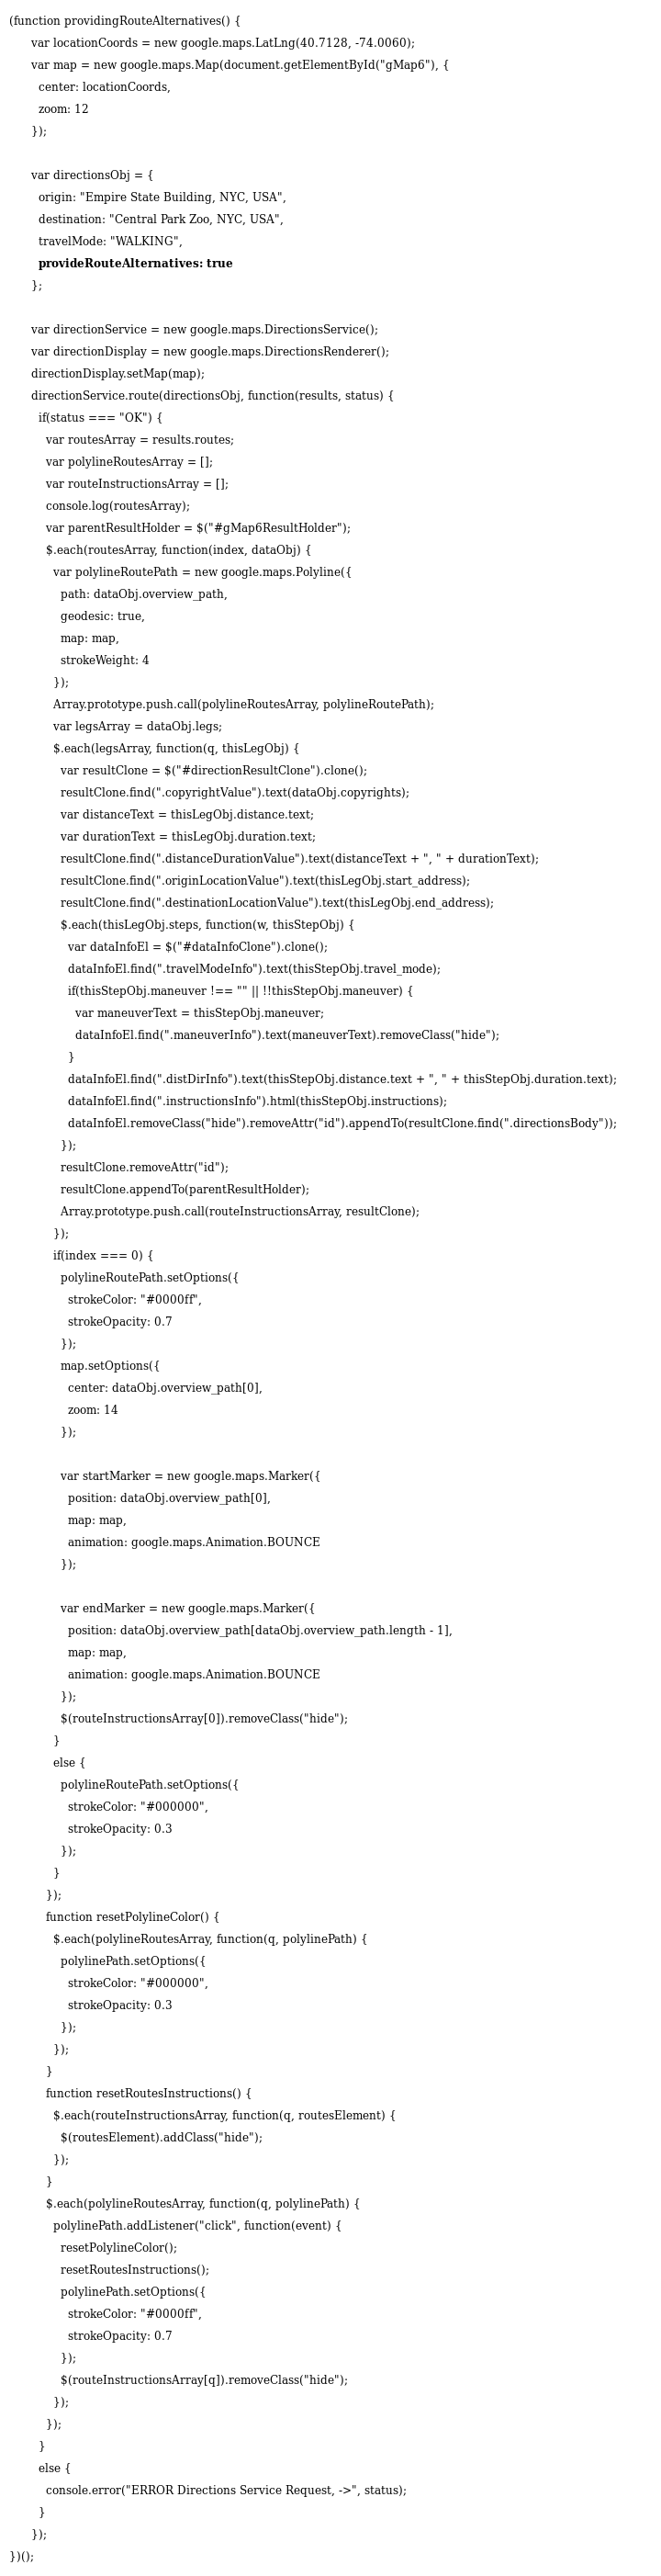 (function providingRouteAlternatives() {
var locationCoords = new google.maps.LatLng(40.7128, -74.0060);
var map = new google.maps.Map(document.getElementById("gMap6"), {
center: locationCoords,
zoom: 12
});
var directionsObj = {
origin: "Empire State Building, NYC, USA",
destination: "Central Park Zoo, NYC, USA",
travelMode: "WALKING",
provideRouteAlternatives: true
};
var directionService = new google.maps.DirectionsService();
var directionDisplay = new google.maps.DirectionsRenderer();
directionDisplay.setMap(map);
directionService.route(directionsObj, function(results, status) {
if(status === "OK") {
var routesArray = results.routes;
var polylineRoutesArray = [];
var routeInstructionsArray = [];
console.log(routesArray);
var parentResultHolder = $("#gMap6ResultHolder");
$.each(routesArray, function(index, dataObj) {
var polylineRoutePath = new google.maps.Polyline({
path: dataObj.overview_path,
geodesic: true,
map: map,
strokeWeight: 4
});
Array.prototype.push.call(polylineRoutesArray, polylineRoutePath);
var legsArray = dataObj.legs;
$.each(legsArray, function(q, thisLegObj) {
var resultClone = $("#directionResultClone").clone();
resultClone.find(".copyrightValue").text(dataObj.copyrights);
var distanceText = thisLegObj.distance.text;
var durationText = thisLegObj.duration.text;
resultClone.find(".distanceDurationValue").text(distanceText + ", " + durationText);
resultClone.find(".originLocationValue").text(thisLegObj.start_address);
resultClone.find(".destinationLocationValue").text(thisLegObj.end_address);
$.each(thisLegObj.steps, function(w, thisStepObj) {
var dataInfoEl = $("#dataInfoClone").clone();
dataInfoEl.find(".travelModeInfo").text(thisStepObj.travel_mode);
if(thisStepObj.maneuver !== "" || !!thisStepObj.maneuver) {
var maneuverText = thisStepObj.maneuver;
dataInfoEl.find(".maneuverInfo").text(maneuverText).removeClass("hide");
}
dataInfoEl.find(".distDirInfo").text(thisStepObj.distance.text + ", " + thisStepObj.duration.text);
dataInfoEl.find(".instructionsInfo").html(thisStepObj.instructions);
dataInfoEl.removeClass("hide").removeAttr("id").appendTo(resultClone.find(".directionsBody"));
});
resultClone.removeAttr("id");
resultClone.appendTo(parentResultHolder);
Array.prototype.push.call(routeInstructionsArray, resultClone);
});
if(index === 0) {
polylineRoutePath.setOptions({
strokeColor: "#0000ff",
strokeOpacity: 0.7
});
map.setOptions({
center: dataObj.overview_path[0],
zoom: 14
});
var startMarker = new google.maps.Marker({
position: dataObj.overview_path[0],
map: map,
animation: google.maps.Animation.BOUNCE
});
var endMarker = new google.maps.Marker({
position: dataObj.overview_path[dataObj.overview_path.length - 1],
map: map,
animation: google.maps.Animation.BOUNCE
});
$(routeInstructionsArray[0]).removeClass("hide");
}
else {
polylineRoutePath.setOptions({
strokeColor: "#000000",
strokeOpacity: 0.3
});
}
});
function resetPolylineColor() {
$.each(polylineRoutesArray, function(q, polylinePath) {
polylinePath.setOptions({
strokeColor: "#000000",
strokeOpacity: 0.3
});
});
}
function resetRoutesInstructions() {
$.each(routeInstructionsArray, function(q, routesElement) {
$(routesElement).addClass("hide");
});
}
$.each(polylineRoutesArray, function(q, polylinePath) {
polylinePath.addListener("click", function(event) {
resetPolylineColor();
resetRoutesInstructions();
polylinePath.setOptions({
strokeColor: "#0000ff",
strokeOpacity: 0.7
});
$(routeInstructionsArray[q]).removeClass("hide");
});
});
}
else {
console.error("ERROR Directions Service Request, ->", status);
}
});
})();